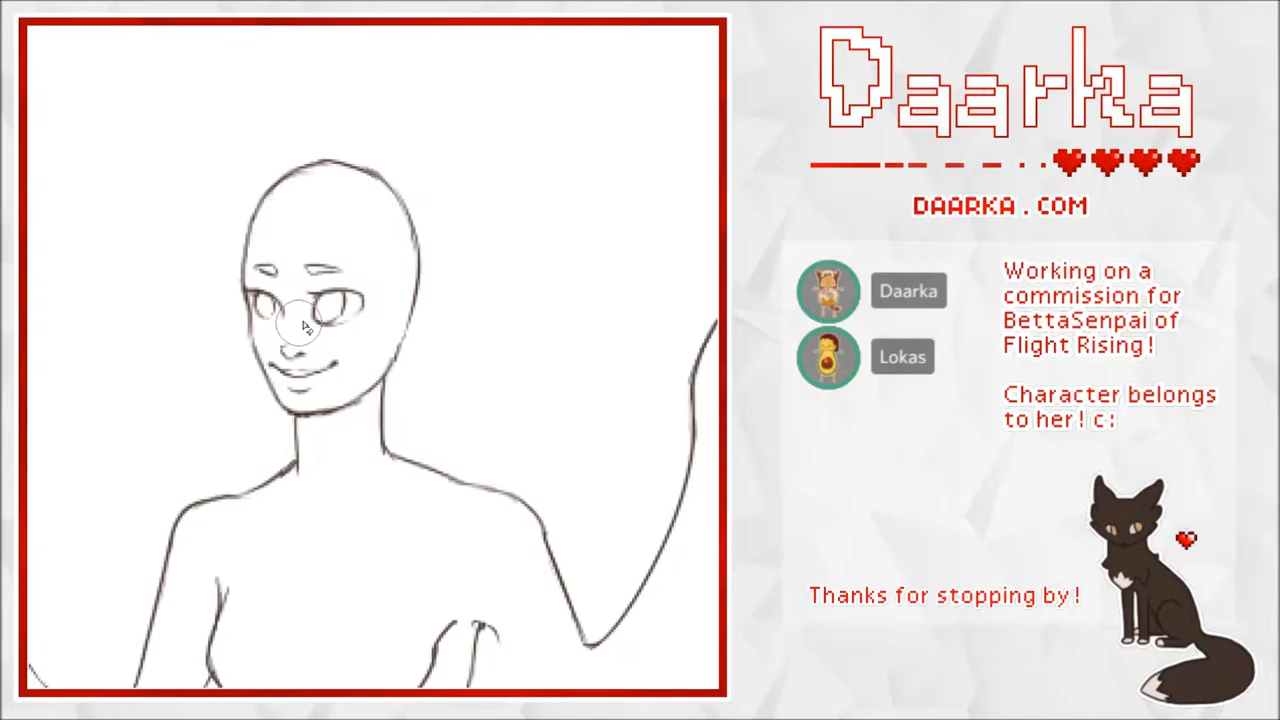 Daarka
DAARKA.COM
Daarka
Lokas
Working on a
commission for
BettaSenpai of
Flight Rising!
Character belongs
to her! c:
Thanks for stopping by!